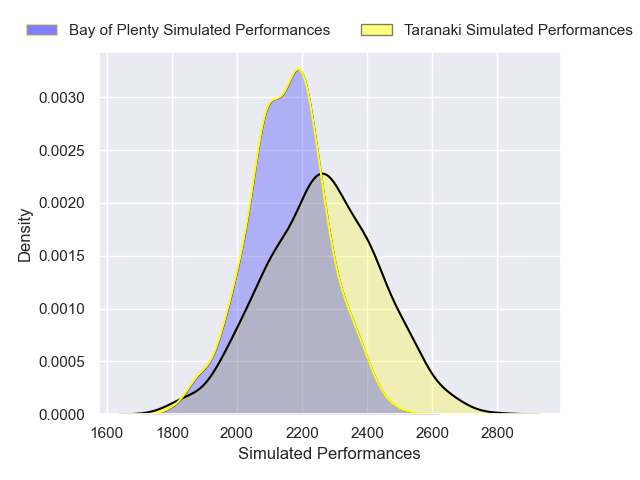 Bay of Plenty Simulated Performances Taranaki Simulated Performances
0.0030
0.0025
0.0020
0.0015
0.0010
0.0005
0.0000
Density
1600 1800 2000 2200 2400 2600 2800
Simulated Performances